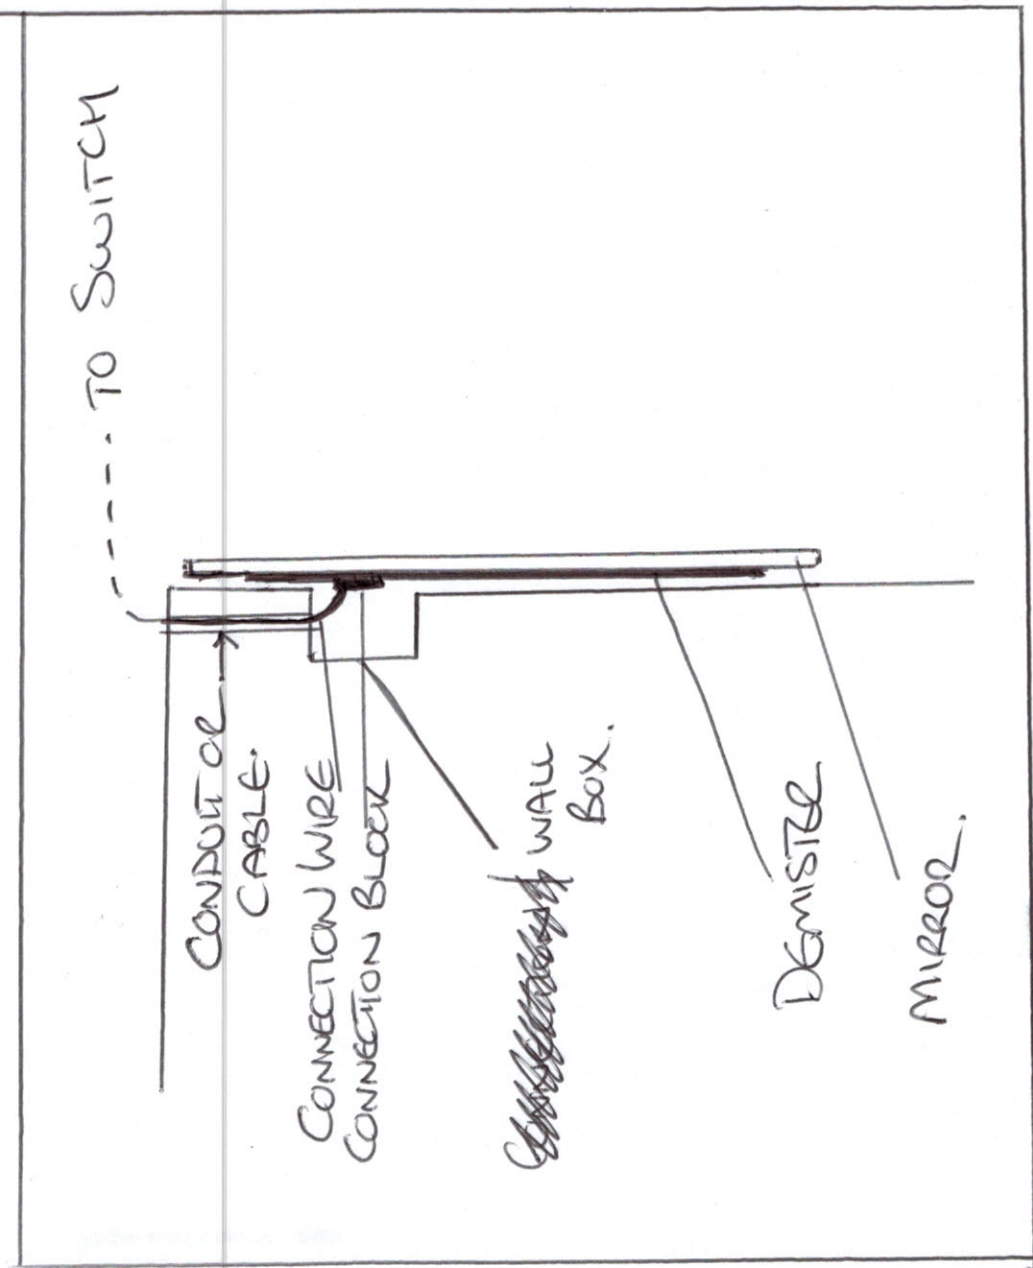 TO SWITCH
CONDUIT OR
CABLE.
CONNECTION WIRE
CONNECTION BLOCK
WALL
BOX.
DEMISTER
MIRROR.